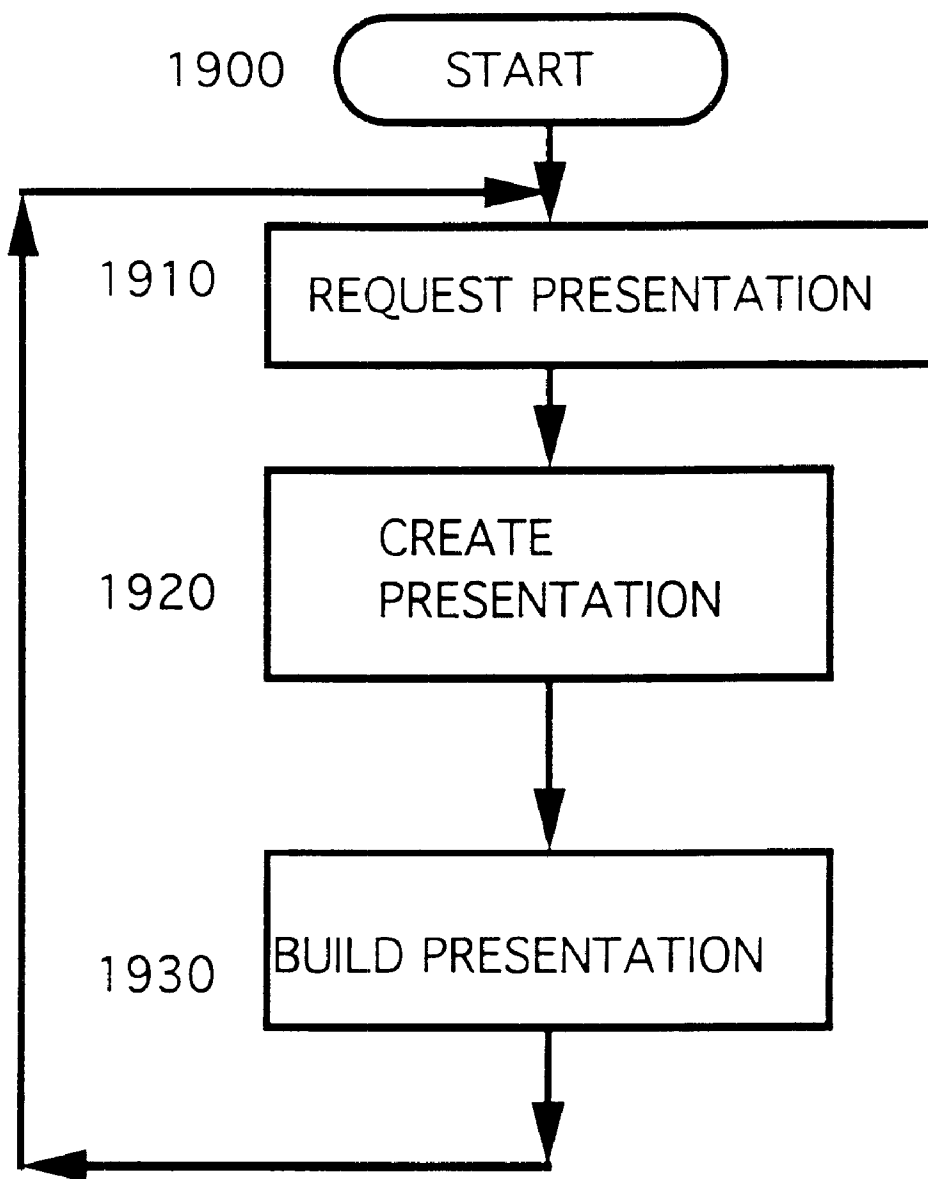 1900 START
1910 REQUEST PRESENTATION
1920 CREATE
PRESENTATION
1930 BUILD PRESENTATION